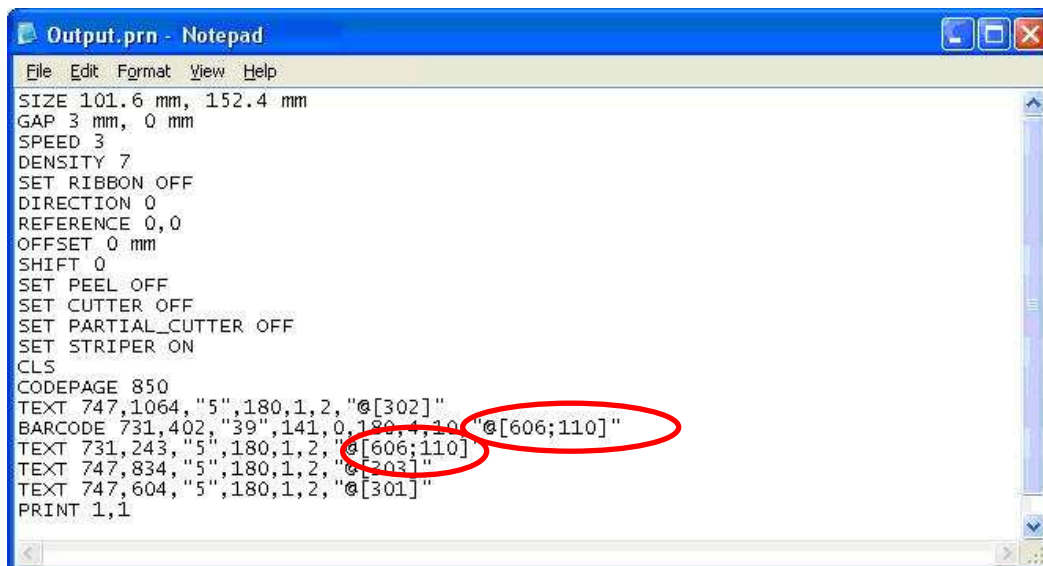 Output.prn - Notepad
File Edit Format View Help
SIZE 101.6 mm, 152.4 mm
GAP 3 mm, 0 mm
SPEED 3
DENSITY 7
SET RIBBON OFF
DIRECTION 0
REFERENCE 0,0
OFFSET 0 mm
SHIFT 0
SET PEEL OFF
SET CUTTER OFF
SET PARTIAL_CUTTER OFF
SET STRIPER ON
CLS
CODEPAGE 850
TEXT 747,1064,"5",180,1,2,"@[302]"
BARCODE 731,402,"39",141,0,180,4,10,"@[606;110]"
TEXT 731,243,"5",180,1,2,"@[606;110]"
TEXT 747,834,"5",180,1,2,"@[303]"
TEXT 747,604,"5",180,1,2,"@[301]"
PRINT 1,1